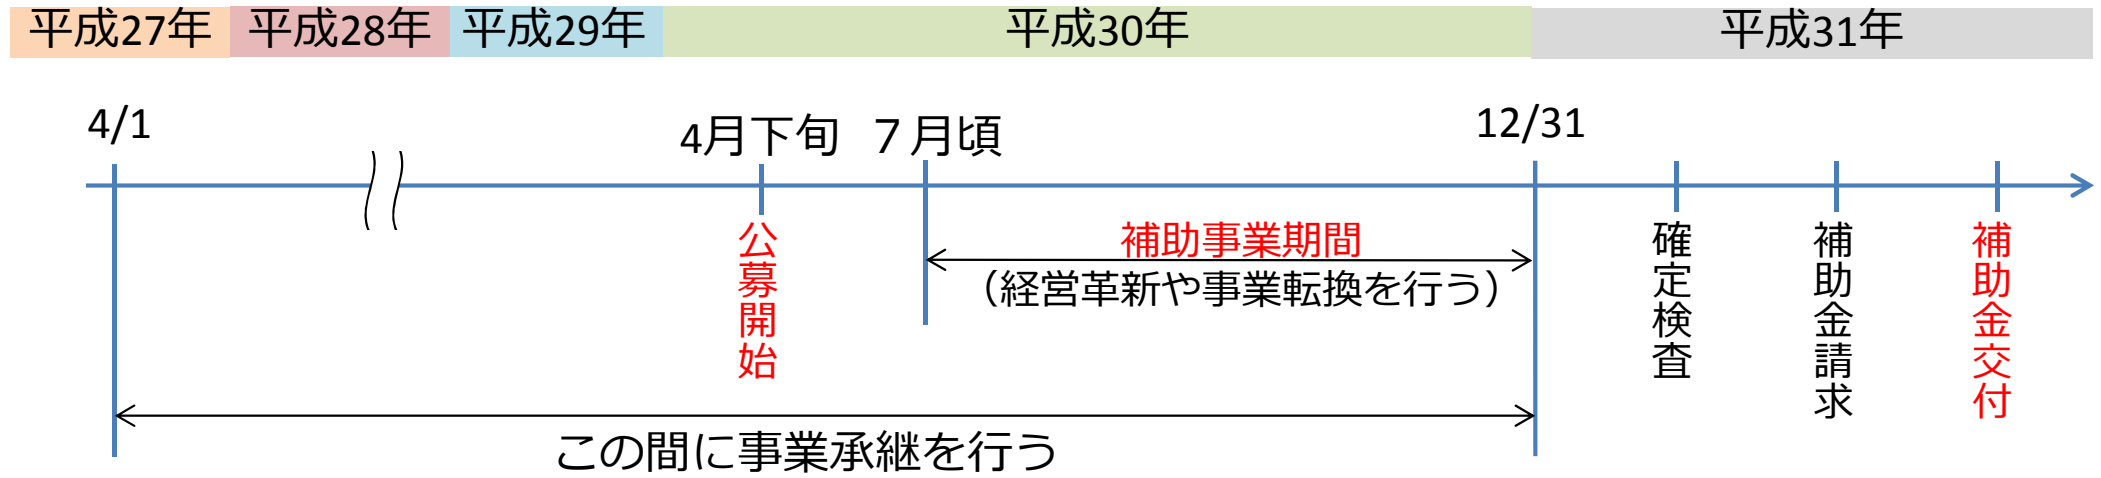 平成27年 平成28年 平成29年 平成30年 平成31年
4/1 4月下旬 7月頃 12/31
公募開始
補助事業期間
（経営革新や事業転換を行う）
確定検査
補助金請求
補助金交付
この間に事業承継を行う